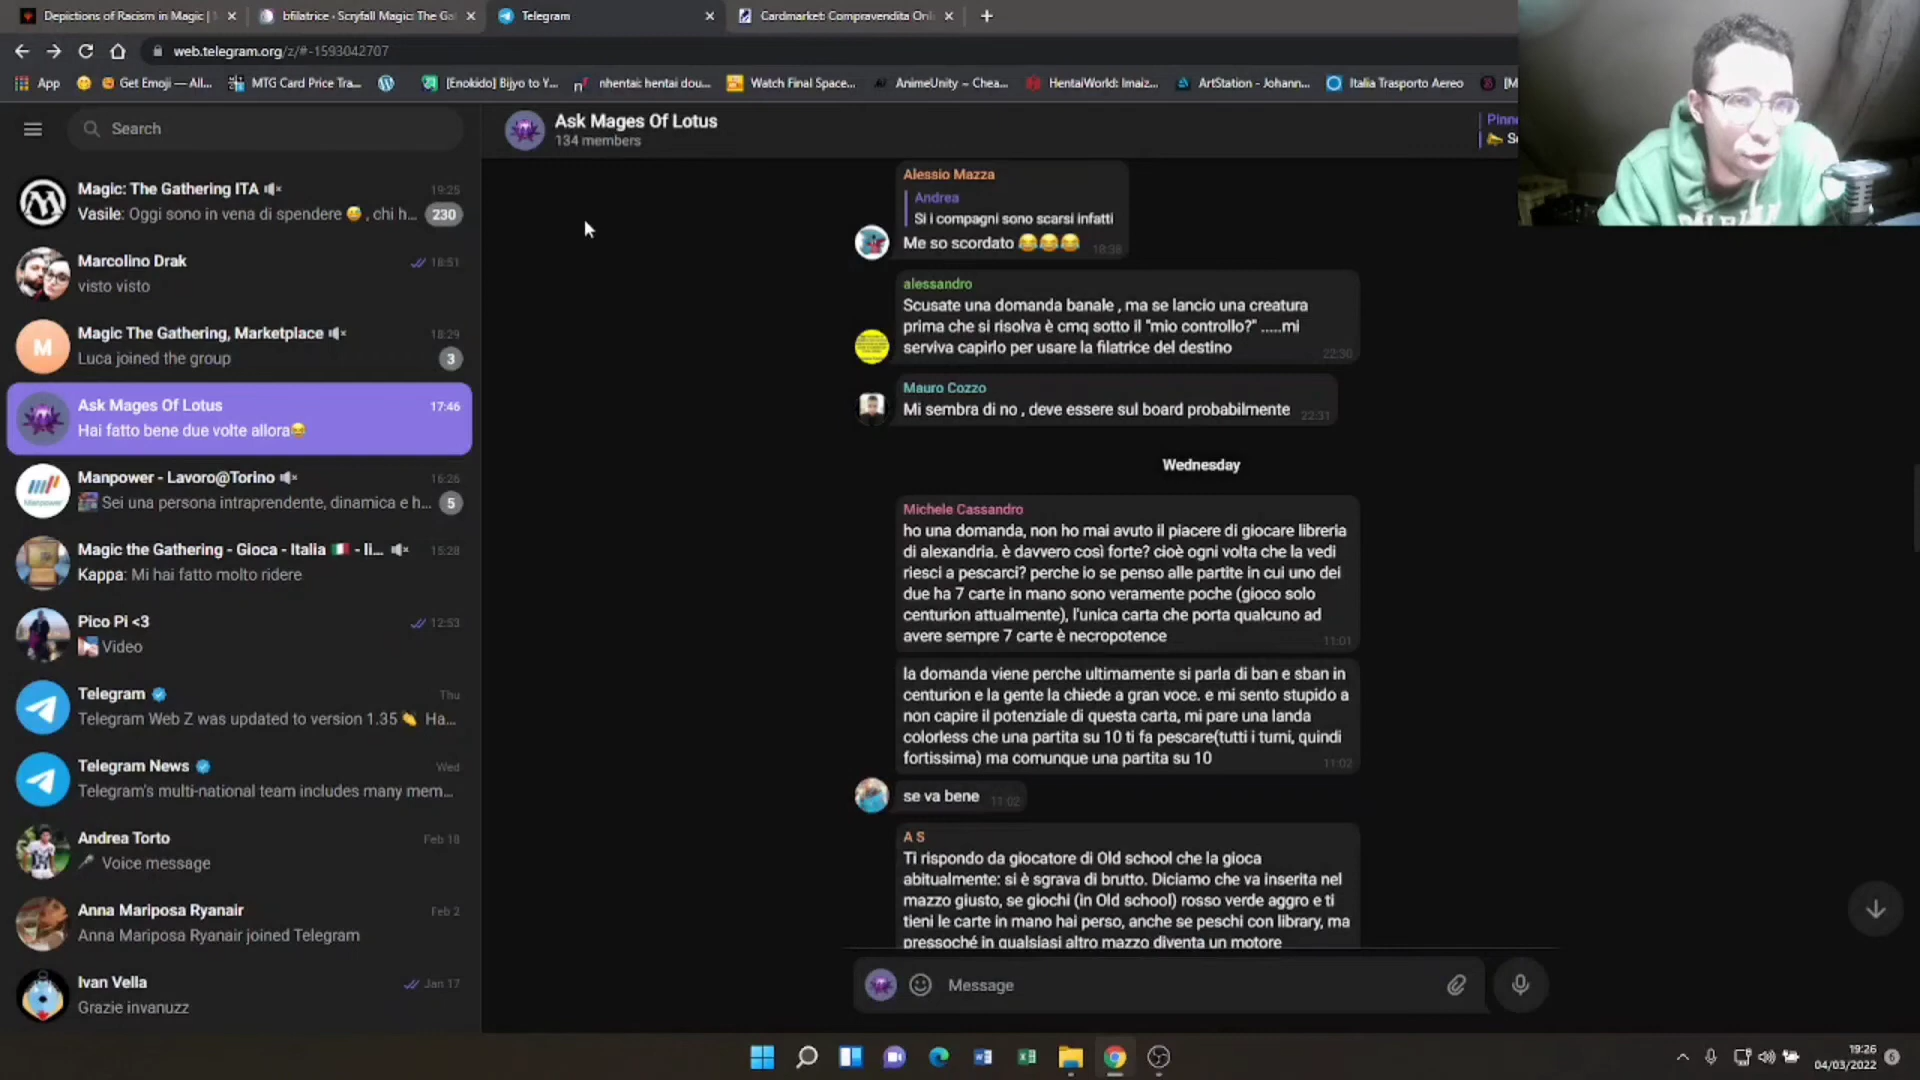 Depictions of Racism in Magic |
bfilatrice · Scryfall Magic: The Ga
Telegram
Cardmarket: Compravendita Onl
web.telegram.org/z/#-1593042707
App
Get Emoji — All...
MTG Card Price Tra...
[Enokido] Bijyo to Y...
nhentai: hentai dou...
Watch Final Space...
AnimeUnity ~ Chea...
HentaiWorld: Imaiz...
ArtStation - Johann...
Italia Trasporto Aereo
[M
Search
Ask Mages Of Lotus
134 members
Pinne
Magic: The Gathering ITA
19:25
Vasile: Oggi sono in vena di spendere 😅 , chi h...
230
Marcolino Drak
18:51
visto visto
M
Magic The Gathering, Marketplace
18:29
Luca joined the group
3
Ask Mages Of Lotus
17:46
Hai fatto bene due volte allora😂
Manpower - Lavoro@Torino
16:26
Sei una persona intraprendente, dinamica e h...
5
Magic the Gathering - Gioca - Italia 🇮🇹 - li...
15:28
Kappa: Mi hai fatto molto ridere
Pico Pi <3
12:53
Video
Telegram
Thu
Telegram Web Z was updated to version 1.35 👏 Ha...
Telegram News
Wed
Telegram's multi-national team includes many mem...
Andrea Torto
Feb 18
Voice message
Anna Mariposa Ryanair
Feb 2
Anna Mariposa Ryanair joined Telegram
Ivan Vella
Jan 17
Grazie invanuzz
Alessio Mazza
Andrea
Si i compagni sono scarsi infatti
Me so scordato 😂😂😂 18:38
alessandro
Scusate una domanda banale , ma se lancio una creatura
prima che si risolva è cmq sotto il "mio controllo?" .....mi
serviva capirlo per usare la filatrice del destino 22:30
Mauro Cozzo
Mi sembra di no , deve essere sul board probabilmente 22:31
Wednesday
Michele Cassandro
ho una domanda, non ho mai avuto il piacere di giocare libreria
di alexandria. è davvero così forte? cioè ogni volta che la vedi
riesci a pescarci? perche io se penso alle partite in cui uno dei
due ha 7 carte in mano sono veramente poche (gioco solo
centurion attualmente), l'unica carta che porta qualcuno ad
avere sempre 7 carte è necropotence 11:01
la domanda viene perche ultimamente si parla di ban e sban in
centurion e la gente la chiede a gran voce. e mi sento stupido a
non capire il potenziale di questa carta, mi pare una landa
colorless che una partita su 10 ti fa pescare(tutti i turni, quindi
fortissima) ma comunque una partita su 10 11:02
se va bene 11:02
A S
Ti rispondo da giocatore di Old school che la gioca
abitualmente: si è sgrava di brutto. Diciamo che va inserita nel
mazzo giusto, se giochi (in Old school) rosso verde aggro e ti
tieni le carte in mano hai perso, anche se peschi con library, ma
pressoché in qualsiasi altro mazzo diventa un motore
Message
19:26
04/03/2022
6